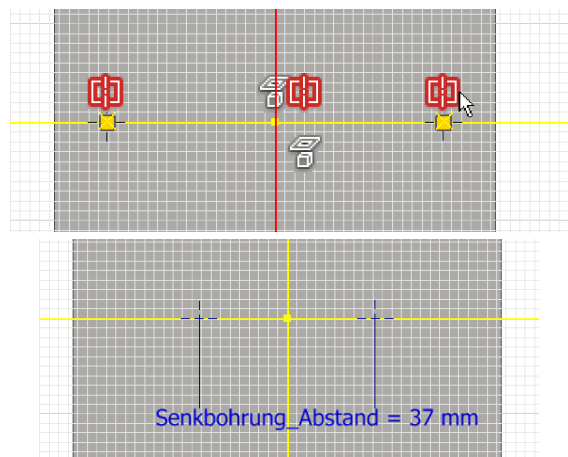 Senkbohrung_Abstand = 37 mm